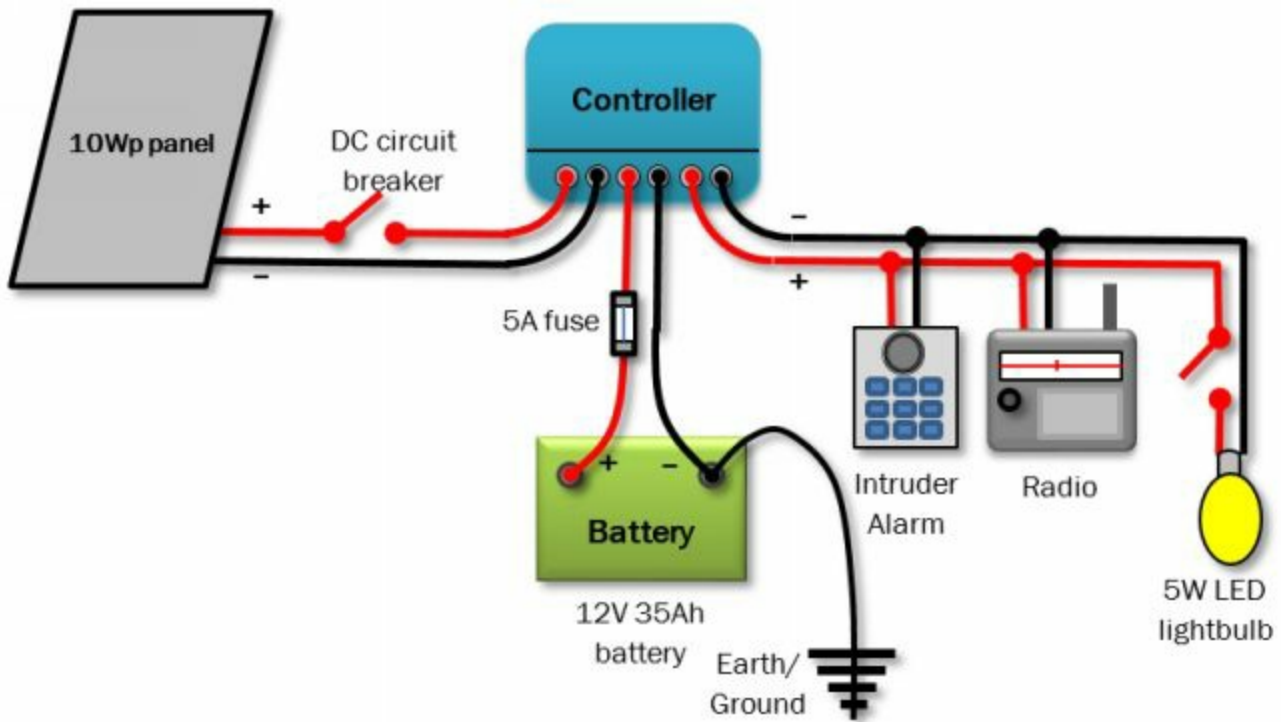 10Wp panel
DC circuit
breaker
Controller
+
−
−
+
5A fuse
+ −
Battery
12V 35Ah
battery
Earth/
Ground
Intruder
Alarm
Radio
5W LED
lightbulb